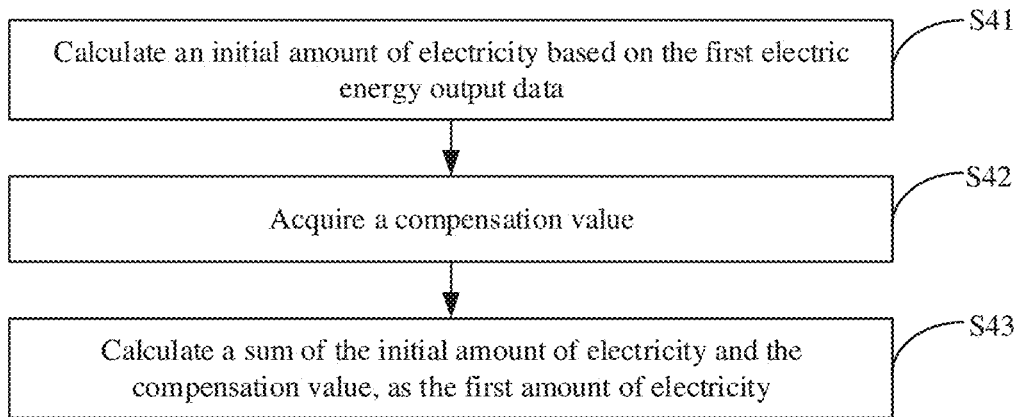 S41
Calculate an initial amount of electricity based on the first electric
energy output data
S42
Acquire a compensation value
S43
Calculate a sum of the initial amount of electricity and the
compensation value, as the first amount of electricity